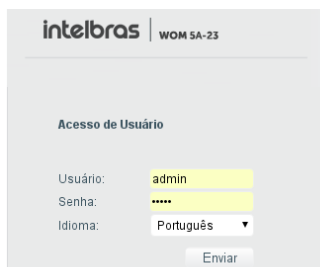 intelbras | WOM 5A-23
Acesso de Usuário
Usuário: admin
Senha: •••••
Idioma: Português ▼
Enviar